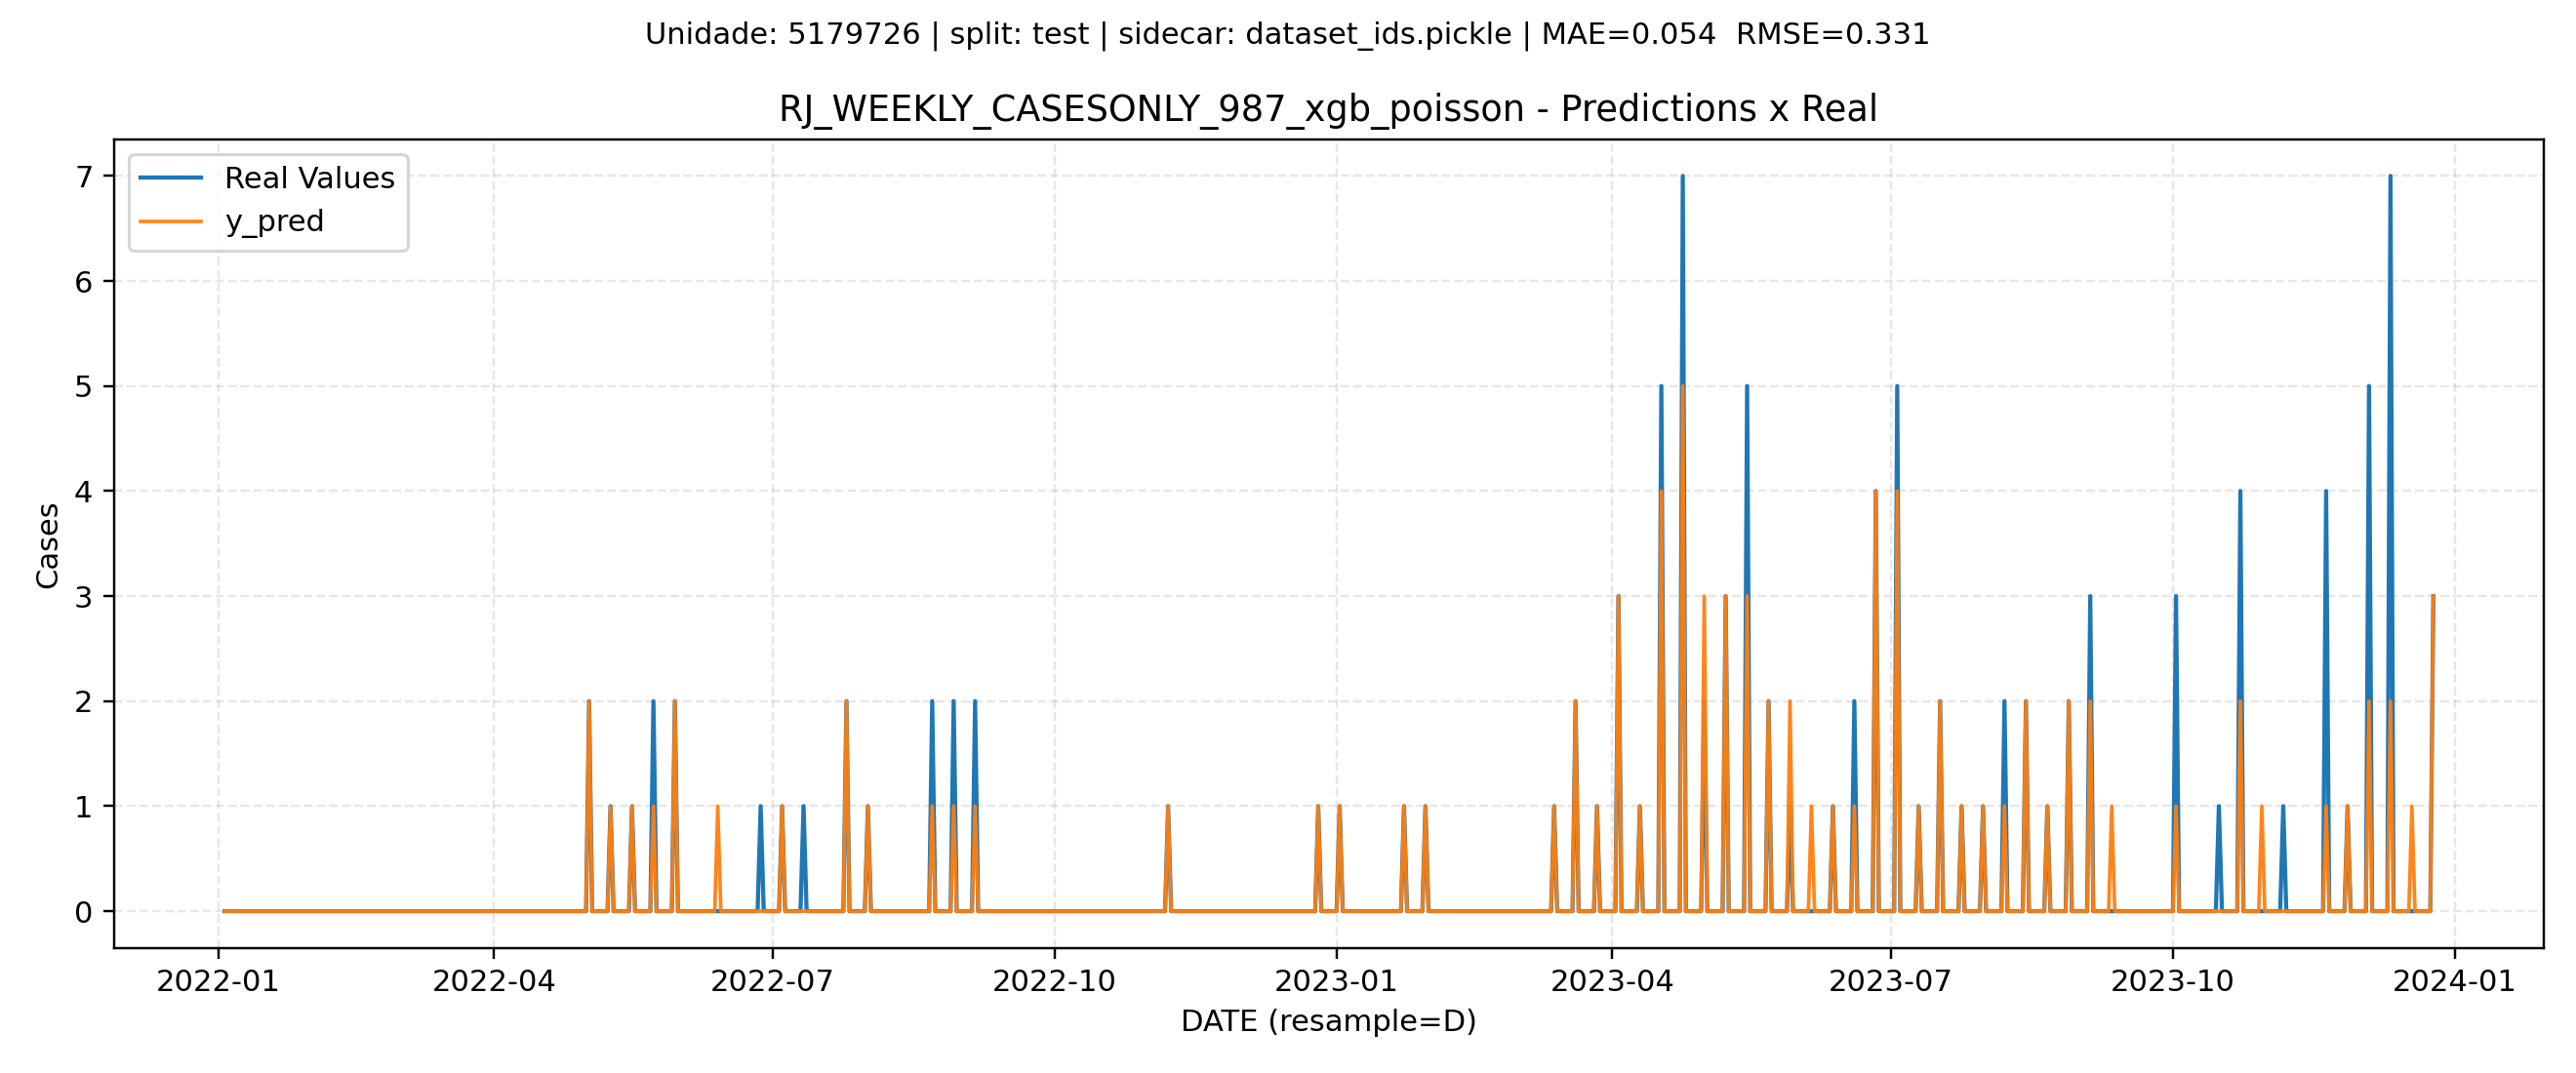 Unidade: 5179726 | split: test | sidecar: dataset_ids.pickle | MAE=0.054  RMSE=0.331
RJ_WEEKLY_CASESONLY_987_xgb_poisson - Predictions x Real
Real Values
y_pred
7
6
5
4
3
2
1
0
Cases
2022-01
2022-04
2022-07
2022-10
2023-01
2023-04
2023-07
2023-10
2024-01
DATE (resample=D)